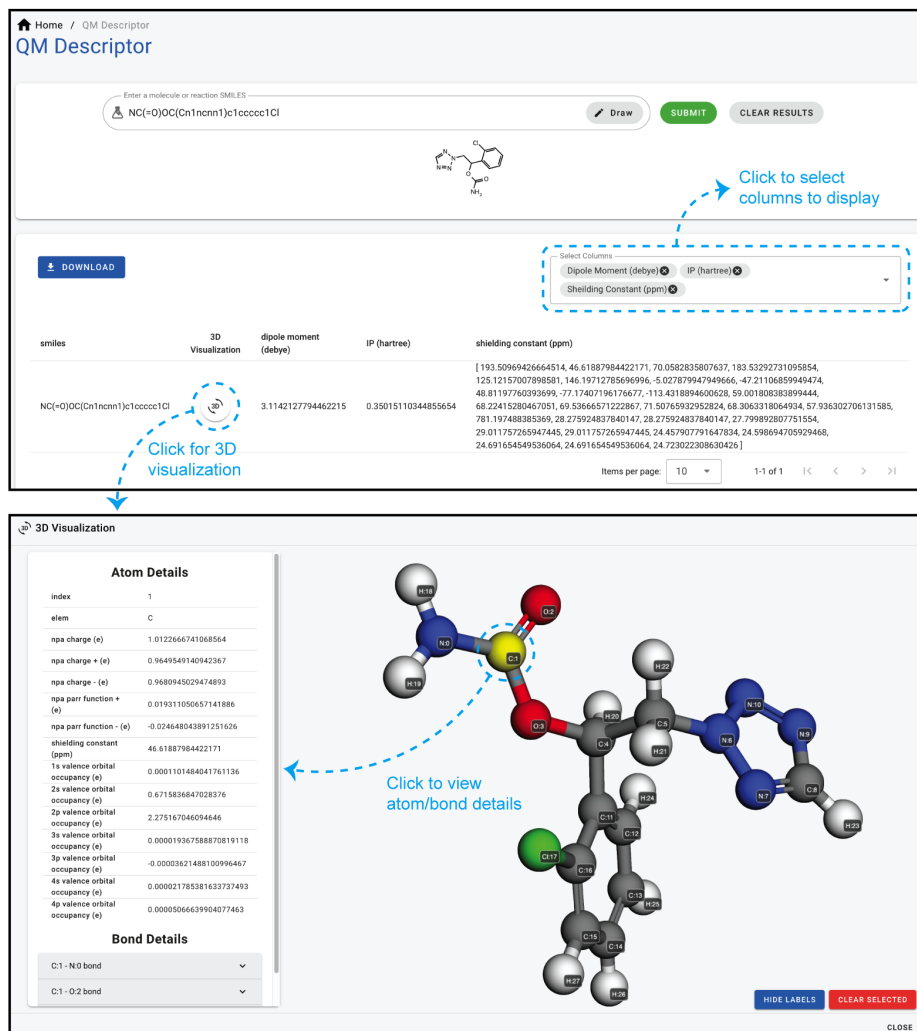 Home / QM Descriptor
QM Descriptor
Enter a molecule or reaction SMILES
NC(=O)OC(Cn1ncnn1)c1ccccc1Cl
Draw
SUBMIT
CLEAR RESULTS
Cl
N
N
N=N
O
O
NH2
Click to select
columns to display
DOWNLOAD
Select Columns
Dipole Moment (debye) IP (hartree)
Sheilding Constant (ppm)
smiles
3D
Visualization
dipole moment
(debye)
IP (hartree)
shielding constant (ppm)
NC(=O)OC(Cn1ncnn1)c1ccccc1Cl
3D
3.1142127794462215
0.35015110344855654
[ 193.50969426664514, 46.61887984422171, 70.0582835807637, 183.53292731095854,
125.12157007898581, 146.19712785696996, -5.027879947949666, -47.21106859949474,
48.81197760393699, -77.17407196176677, -113.4318894600628, 59.001808383899444,
68.22415280467051, 69.53666571222867, 71.50765932952824, 68.3063318064934, 57.936302706131585,
781.197488385369, 28.275924837840147, 28.275924837840147, 27.799892807751554,
29.011757265947445, 29.011757265947445, 24.457907791647834, 24.598694705929468,
24.691654549536064, 24.691654549536064, 24.723022308630426 ]
Click for 3D
visualization
Items per page: 10 1-1 of 1
3D 3D Visualization
Atom Details
index 1
elem C
npa charge (e) 1.0122666741068564
npa charge + (e) 0.9649549140942367
npa charge - (e) 0.9680945029474893
npa parr function +
(e) 0.019311050657141886
npa parr function - (e) -0.024648043891251626
shielding constant
(ppm) 46.61887984422171
1s valence orbital
occupancy (e) 0.0001101484041761136
2s valence orbital
occupancy (e) 0.6715836847028376
2p valence orbital
occupancy (e) 2.275167046094646
3s valence orbital
occupancy (e) 0.000019367588870819118
3p valence orbital
occupancy (e) -0.00003621488100996467
4s valence orbital
occupancy (e) 0.000021785381633737493
4p valence orbital
occupancy (e) 0.00005066639904077463
Bond Details
C:1 - N:0 bond
C:1 - O:2 bond
Click to view
atom/bond details
H:18
O:2
N:0
C:1
H:19
H:22
O:3
H:20
C:5
N:10
C:4
H:21
N:6
N:9
N:7
C:8
H:24
H:23
C:11
C:12
Cl:17
C:16
C:13
H:25
C:15
C:14
H:27
H:26
HIDE LABELS
CLEAR SELECTED
CLOSE